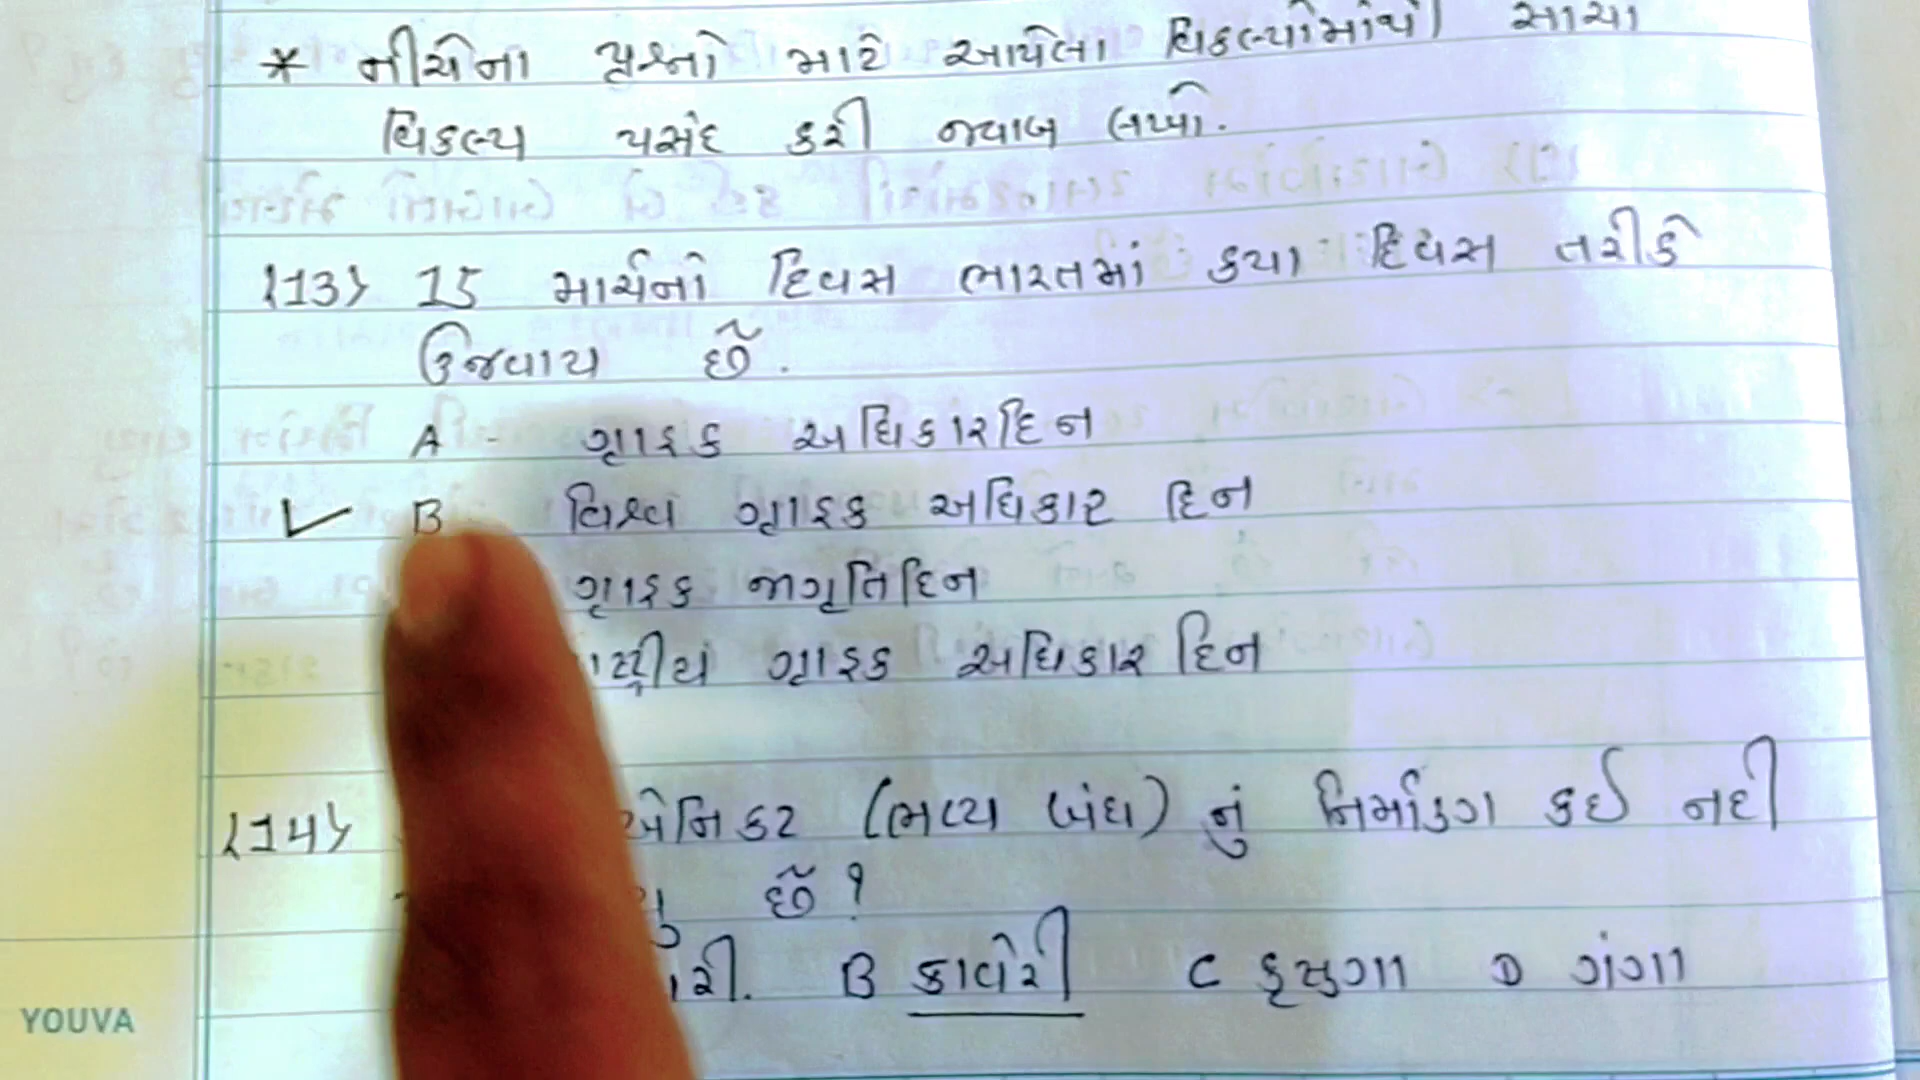 * નીચેના પ્રશ્નો માટે આપેલા વિકલ્પોમાંથી સાચા
વિકલ્પ પસંદ કરી જવાબ લખો.
{13} 15 માર્ચનો દિવસ ભારતમાં કયા દિવસ તરીકે
ઉજવાય છે.
A - ગ્રાહક અધિકારદિન
✓ B વિશ્વ ગ્રાહક અધિકાર દિન
ગ્રાહક જાગૃતિદિન
ગ્રાહક અધિકાર દિન
{14} (ભવ્ય બંધ) નું નિર્માણ કઈ નદી
છે ?
B કાવેરી C કૃષ્ણા D ગંગા
YOUVA